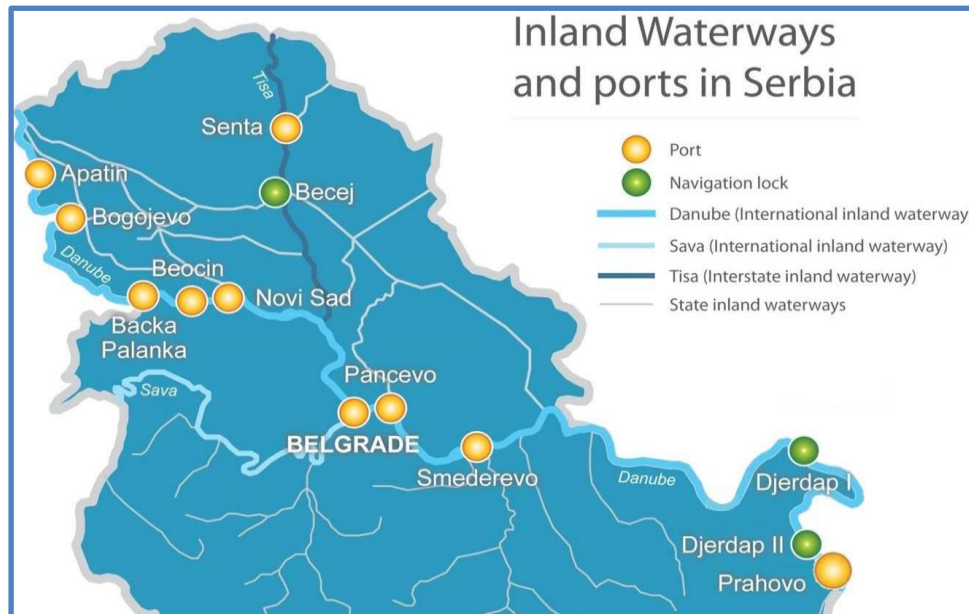 Inland Waterways
and ports in Serbia
Port
Navigation lock
Danube (International inland waterway
Sava (International inland waterway)
Tisa (Interstate inland waterway)
State inland waterways
Tisa
Senta
Apatin
Becej
Bogojevo
Danube
Beocin
Novi Sad
Backa
Palanka
Pancevo
Sava
BELGRADE
Smederevo
Danube
Djerdap I
Djerdap II
Prahovo